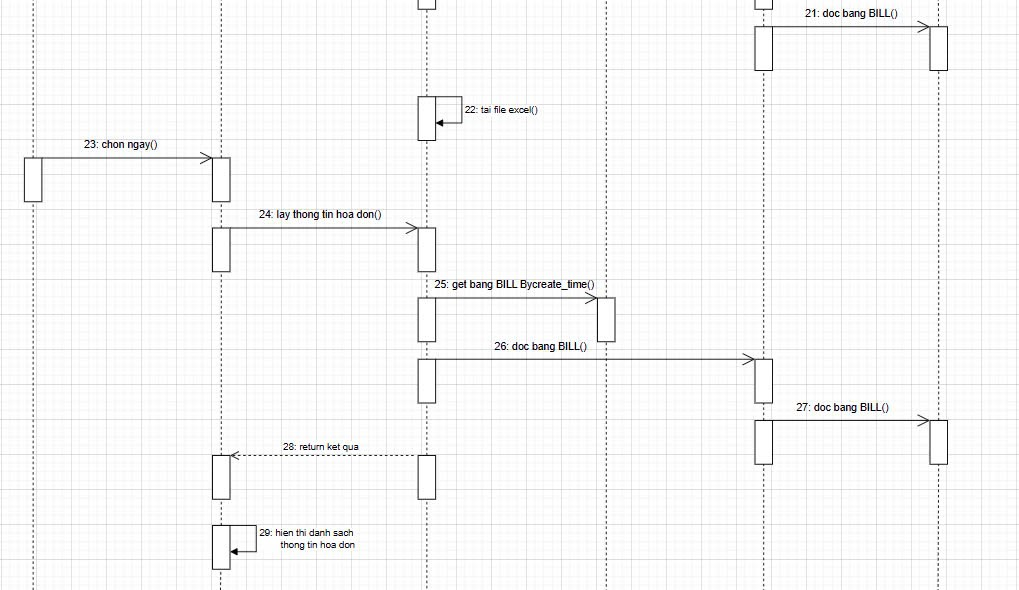 21: doc bang BILL()
22: tai file excel()
23: chon ngay()
24: lay thong tin hoa don()
25: get bang BILL Bycreate_time()
26: doc bang BILL()
27: doc bang BILL()
28: return ket qua
29: hien thi danh sach
thong tin hoa don